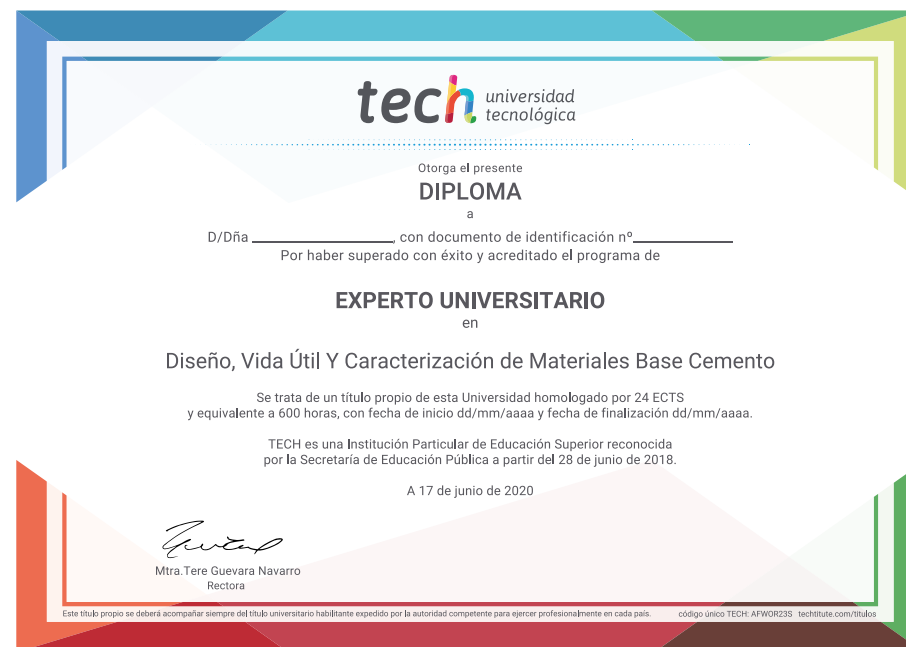 tech universidad
tecnológica
Otorga el presente
DIPLOMA
a
D/Dña ____________________, con documento de identificación nº______________
Por haber superado con éxito y acreditado el programa de
EXPERTO UNIVERSITARIO
en
Diseño, Vida Útil Y Caracterización de Materiales Base Cemento
Se trata de un título propio de esta Universidad homologado por 24 ECTS
y equivalente a 600 horas, con fecha de inicio dd/mm/aaaa y fecha de finalización dd/mm/aaaa.
TECH es una Institución Particular de Educación Superior reconocida
por la Secretaría de Educación Pública a partir del 28 de junio de 2018.
A 17 de junio de 2020
Mtra.Tere Guevara Navarro
Rectora
Este título propio se deberá acompañar siempre del título universitario habilitante expedido por la autoridad competente para ejercer profesionalmente en cada país. código único TECH: AFWOR23S techtitute.com/titulos